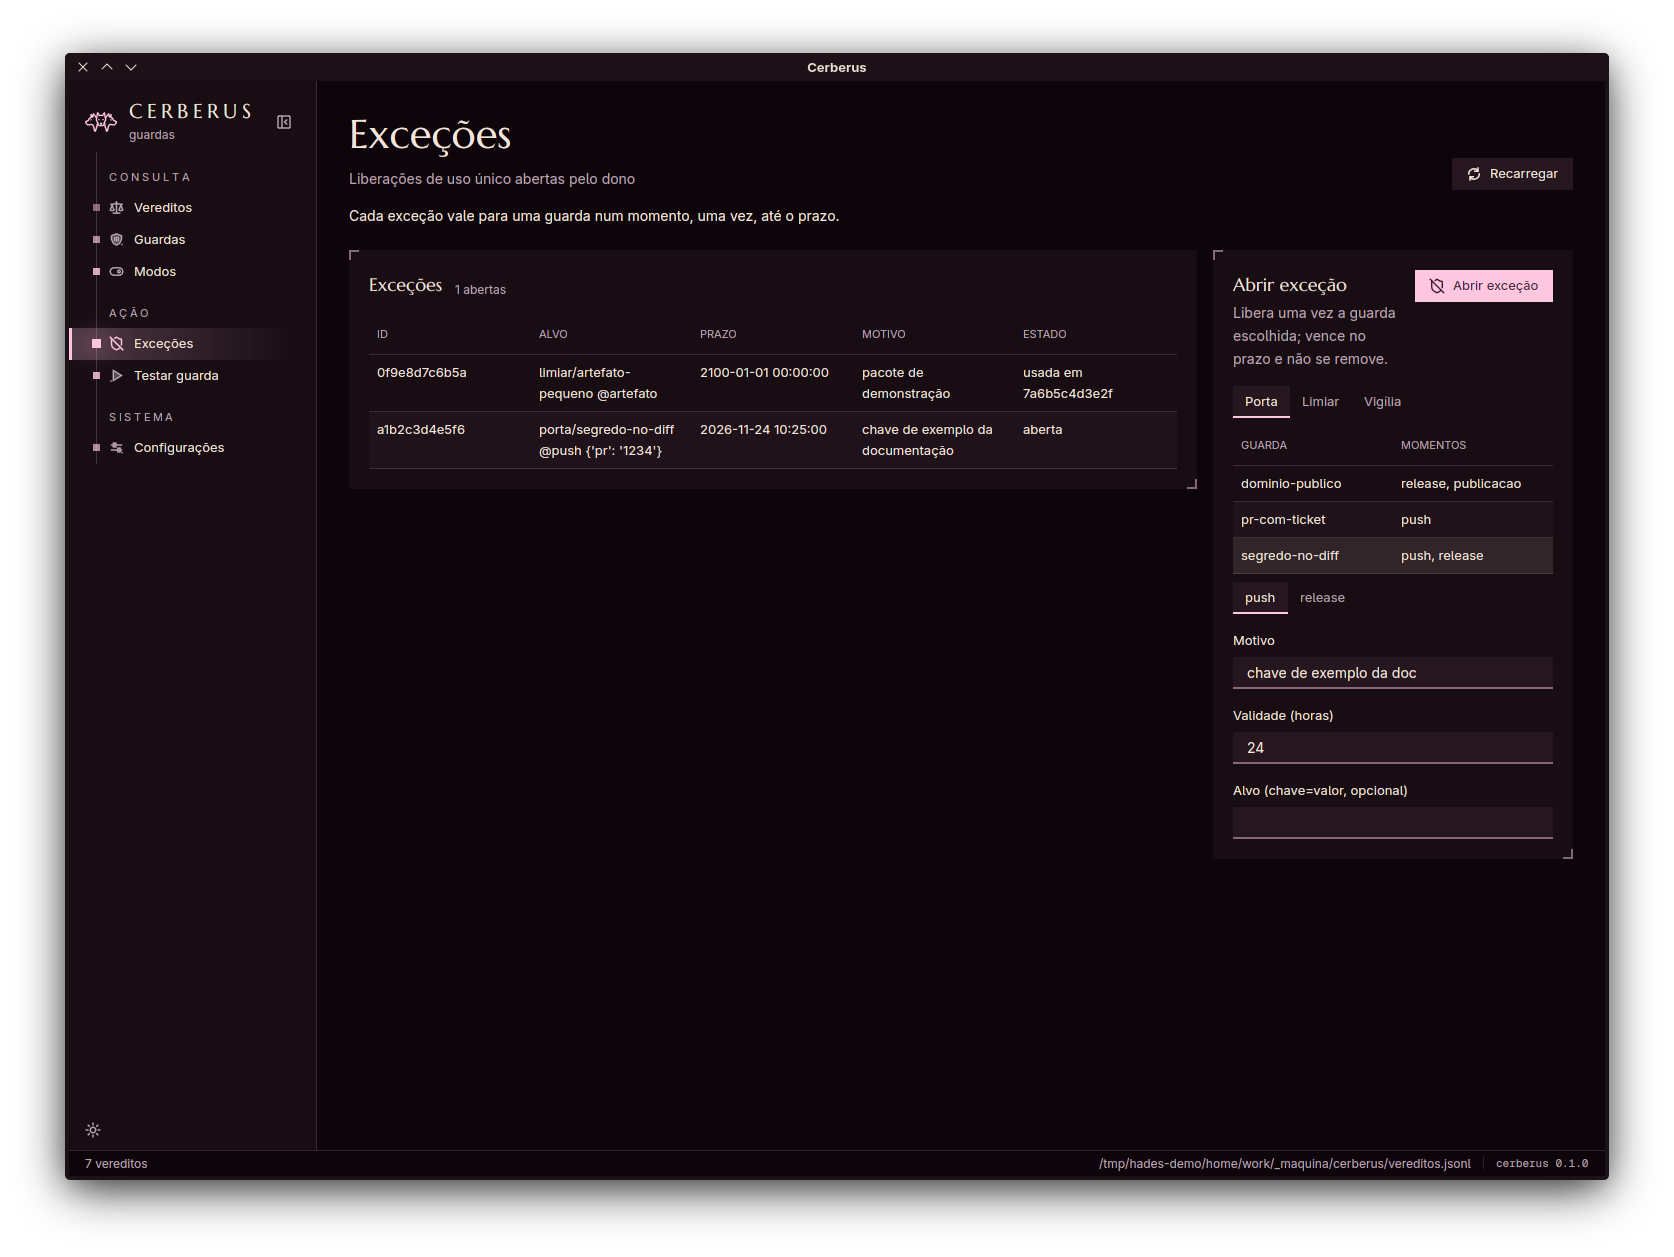 Cerberus
CERBERUS
guardas
CONSULTA
Vereditos
Guardas
Modos
AÇÃO
Exceções
Testar guarda
SISTEMA
Configurações
Exceções
Liberações de uso único abertas pelo dono
Recarregar
Cada exceção vale para uma guarda num momento, uma vez, até o prazo.
Exceções 1 abertas
ID ALVO PRAZO MOTIVO ESTADO
0f9e8d7c6b5a limiar/artefato-pequeno @artefato 2100-01-01 00:00:00 pacote de demonstração usada em 7a6b5c4d3e2f
a1b2c3d4e5f6 porta/segredo-no-diff @push {'pr': '1234'} 2026-11-24 10:25:00 chave de exemplo da documentação aberta
Abrir exceção
Abrir exceção
Libera uma vez a guarda
escolhida; vence no
prazo e não se remove.
Porta Limiar Vigília
GUARDA MOMENTOS
dominio-publico release, publicacao
pr-com-ticket push
segredo-no-diff push, release
push release
Motivo
chave de exemplo da doc
Validade (horas)
24
Alvo (chave=valor, opcional)
7 vereditos
/tmp/hades-demo/home/work/_maquina/cerberus/vereditos.jsonl
cerberus 0.1.0